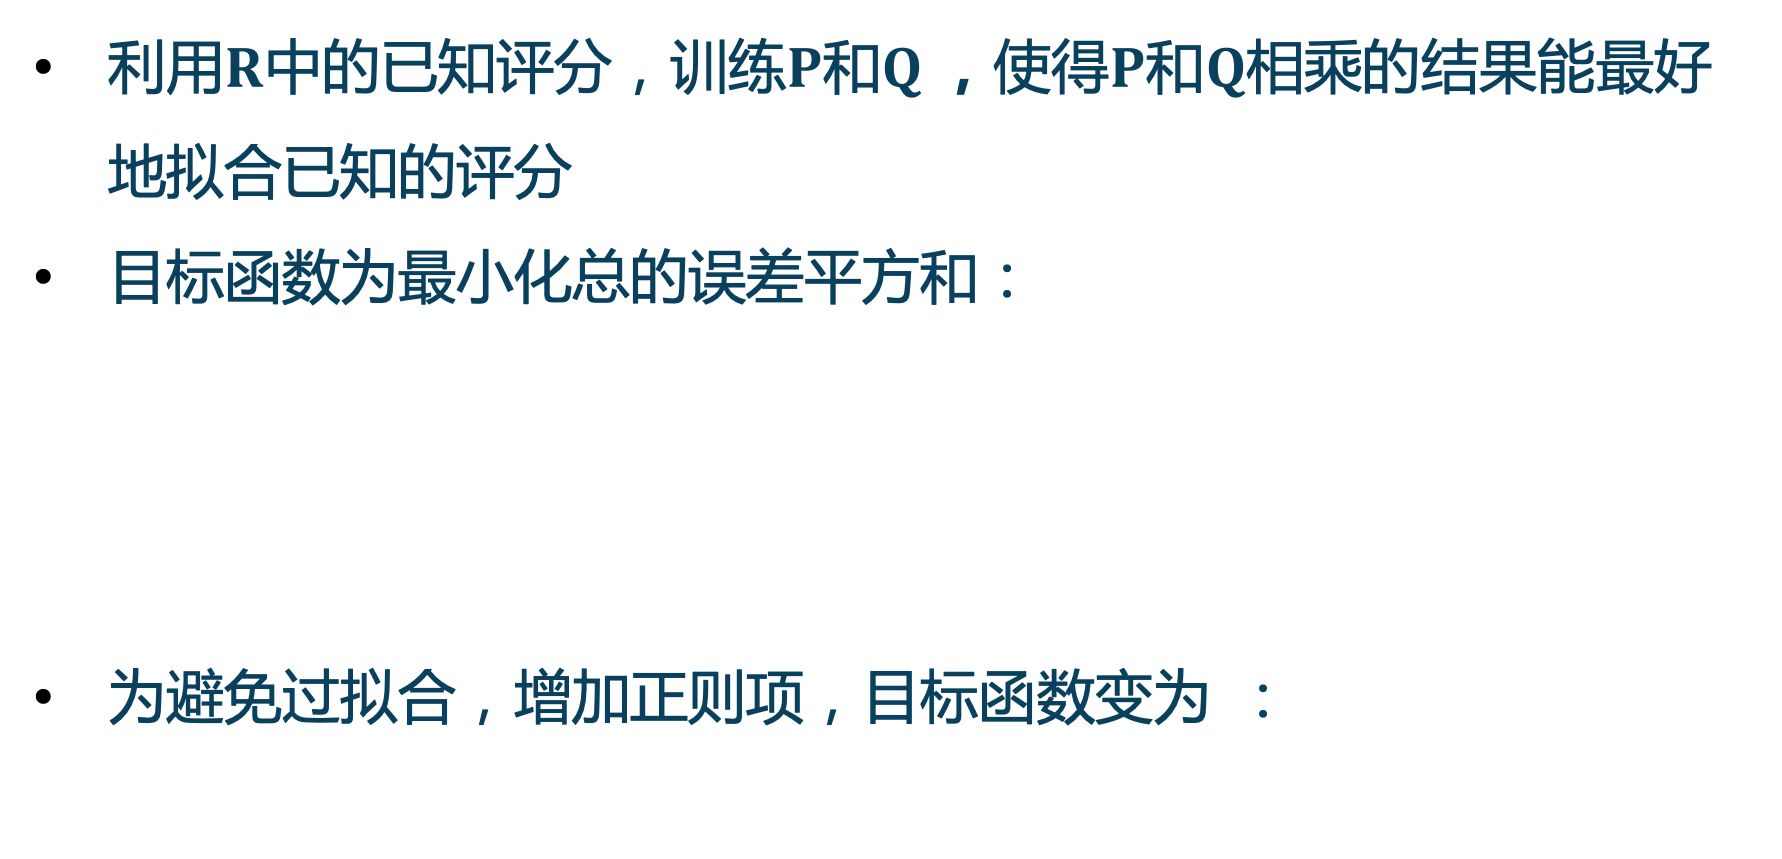 • 利用R中的已知评分，训练P和Q ，使得P和Q相乘的结果能最好
地拟合已知的评分
• 目标函数为最小化总的误差平方和：
• 为避免过拟合，增加正则项，目标函数变为 ：